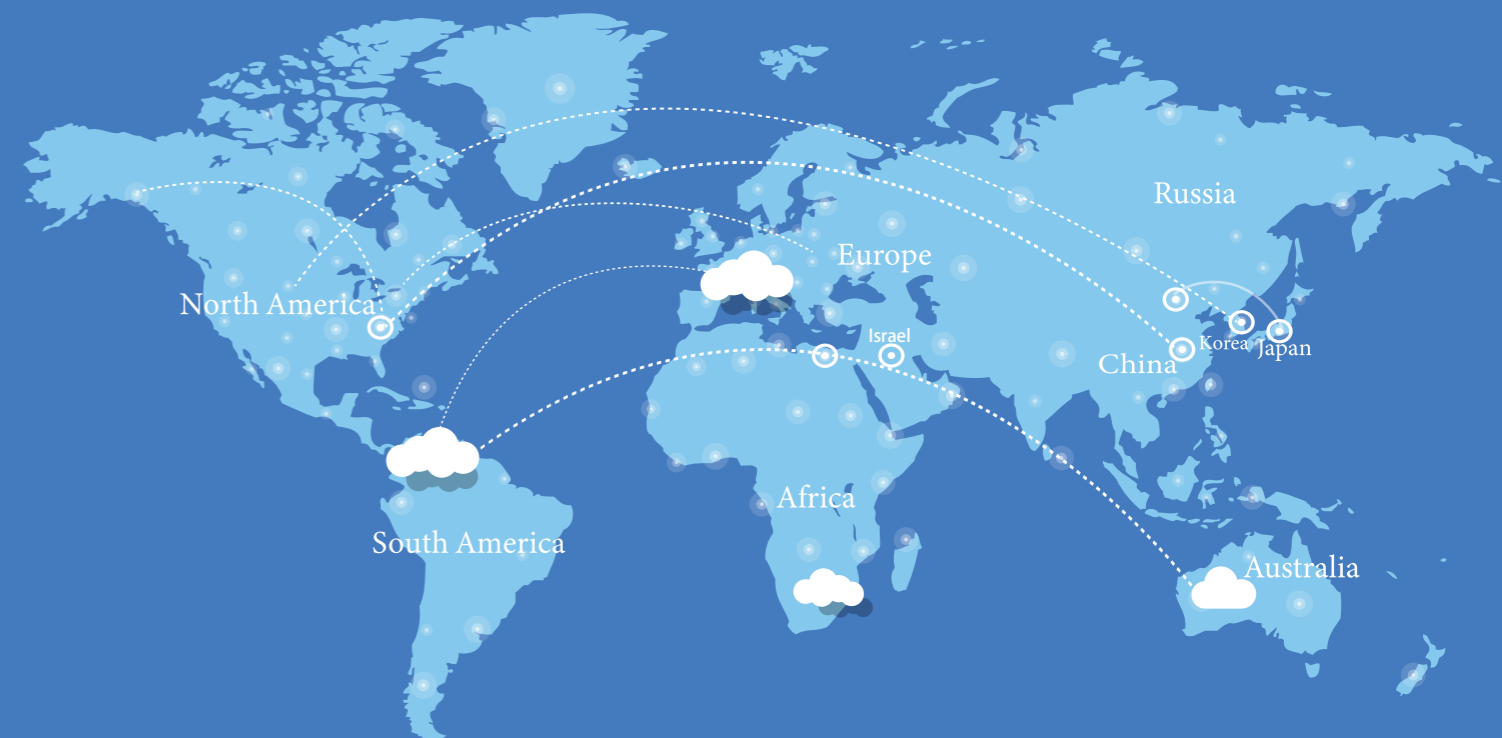 Russia
Europe
North America
Israel
Korea
Japan
China
Africa
South America
Australia